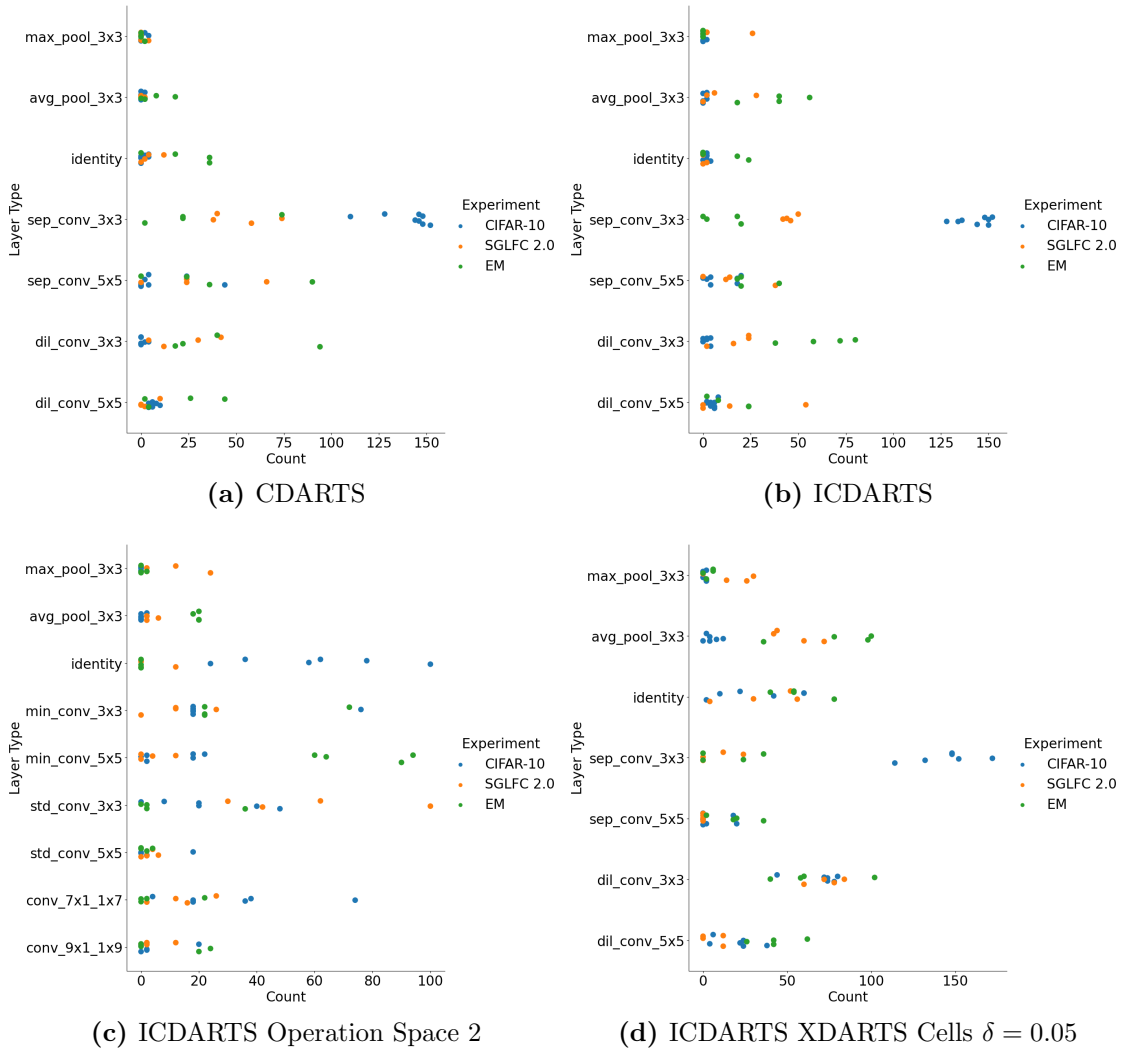 max_pool_3x3
avg_pool_3x3
identity
sep_conv_3x3
sep_conv_5x5
dil_conv_3x3
dil_conv_5x5
Layer Type
0 25 50 75 100 125 150
Count
Experiment
CIFAR-10
SGLFC 2.0
EM
(a) CDARTS
max_pool_3x3
avg_pool_3x3
identity
sep_conv_3x3
sep_conv_5x5
dil_conv_3x3
dil_conv_5x5
Layer Type
0 25 50 75 100 125 150
Count
Experiment
CIFAR-10
SGLFC 2.0
EM
(b) ICDARTS
max_pool_3x3
avg_pool_3x3
identity
min_conv_3x3
min_conv_5x5
std_conv_3x3
std_conv_5x5
conv_7x1_1x7
conv_9x1_1x9
Layer Type
0 20 40 60 80 100
Count
Experiment
CIFAR-10
SGLFC 2.0
EM
(c) ICDARTS Operation Space 2
max_pool_3x3
avg_pool_3x3
identity
sep_conv_3x3
sep_conv_5x5
dil_conv_3x3
dil_conv_5x5
Layer Type
0 50 100 150
Count
Experiment
CIFAR-10
SGLFC 2.0
EM
(d) ICDARTS XDARTS Cells δ = 0.05